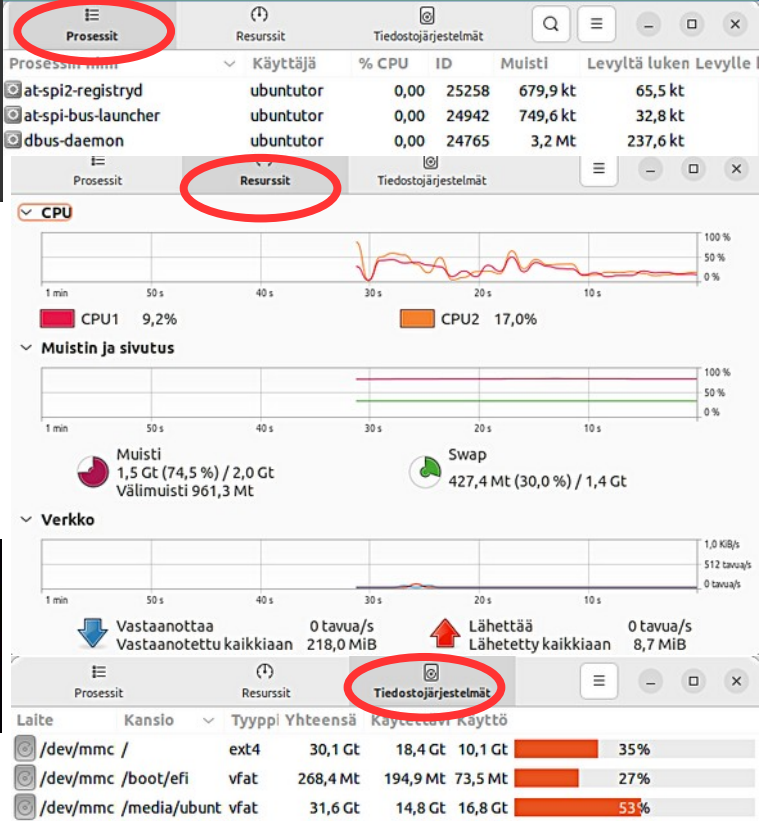 Prosessit Resurssit Tiedostojärjestelmät
Käyttäjä % CPU ID Muisti Levyltä luken Levylle
at-spi2-registryd ubuntutor 0,00 25258 679,9 kt 65,5 kt
at-spi-bus-launcher ubuntutor 0,00 24942 749,6 kt 32,8 kt
dbus-daemon ubuntutor 0,00 24765 3,2 Mt 237,6 kt
Prosessit Resurssit Tiedostojärjestelmät
CPU
100 %
50 %
0 %
1 min 50 s 40 s 30 s 20 s 10 s
CPU1 9,2% CPU2 17,0%
Muistin ja sivutus
100 %
50 %
0 %
1 min 50 s 40 s 30 s 20 s 10 s
Muisti Swap
1,5 Gt (74,5 %) / 2,0 Gt
427,4 Mt (30,0 %) / 1,4 Gt
Välimuisti 961,3 Mt
Verkko
1,0 KiB/s
512 tavua/s
0 tavua/s
1 min 50 s 40 s 30 s 20 s 10 s
Vastaanottaa 0 tavua/s Lähettää 0 tavua/s
Vastaanotettu kaikkiaan 218,0 MiB Lähetetty kaikkiaan 8,7 MiB
Prosessit Resurssit Tiedostojärjestelmät
Laite Kansio Tyyppi Yhteensä Käytettävi Käyttö
/dev/mmc / ext4 30,1 Gt 18,4 Gt 10,1 Gt 35%
/dev/mmc /boot/efi vfat 268,4 Mt 194,9 Mt 73,5 Mt 27%
/dev/mmc /media/ubunt vfat 31,6 Gt 14,8 Gt 16,8 Gt 53%